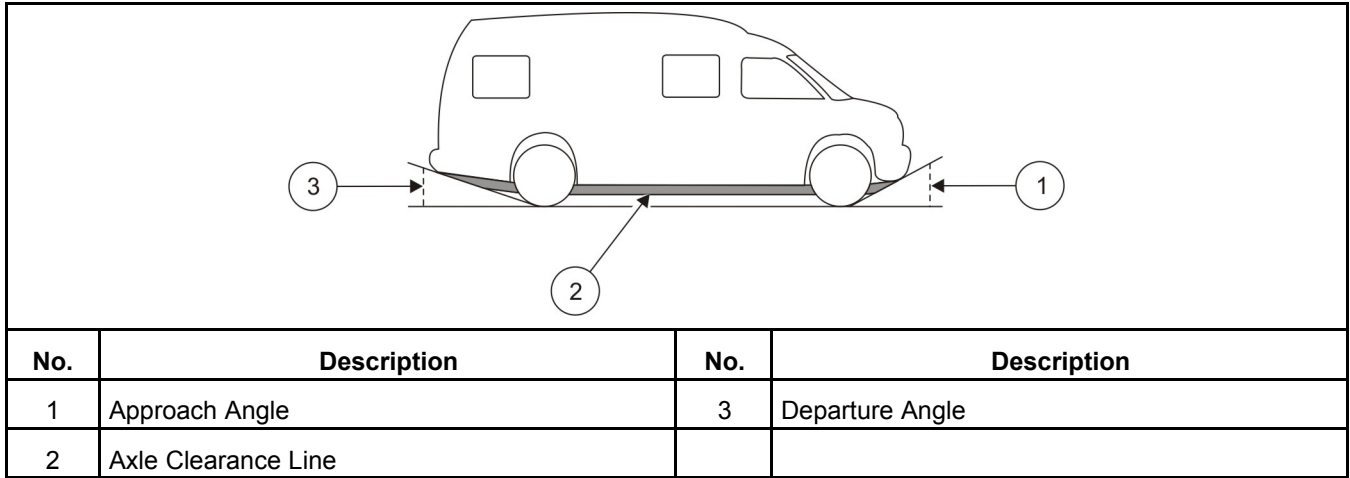 3
1
2
No. Description No. Description
1 Approach Angle 3 Departure Angle
2 Axle Clearance Line